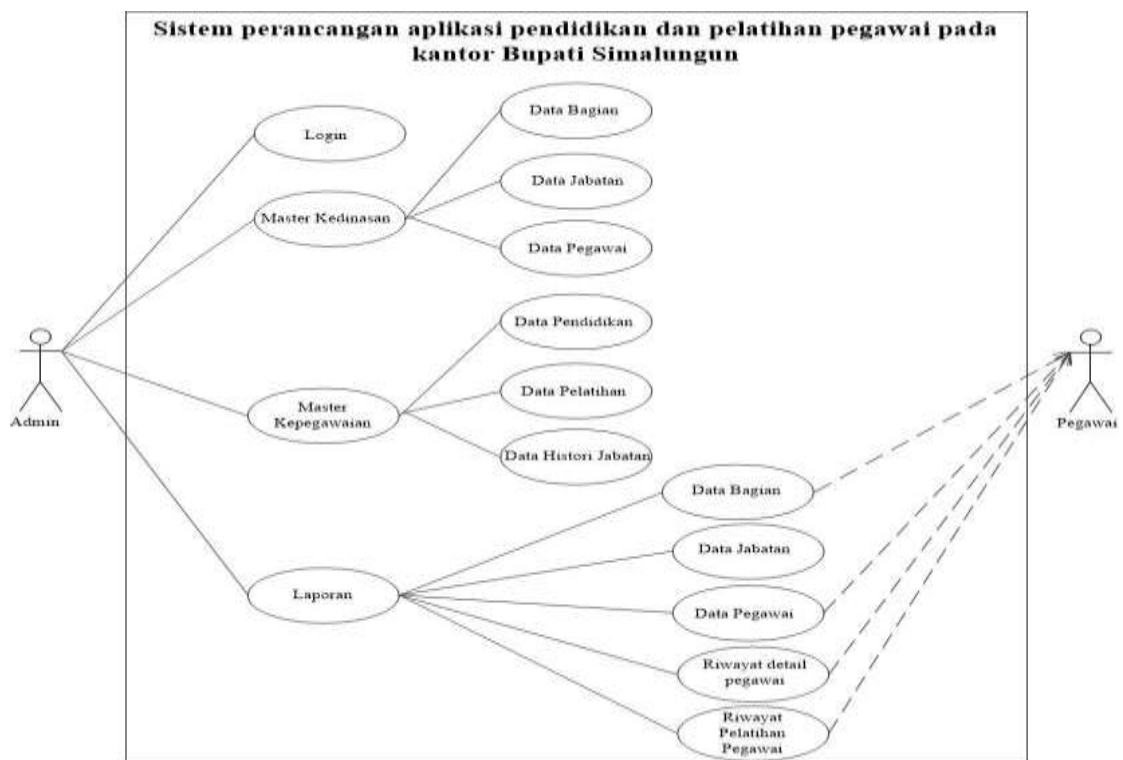 Sistem perancangan aplikasi pendidikan dan pelatihan pegawai pada
kantor Bupati Simalungun
Data Bagian
Login
Data Jabatan
Master Kedinasan
Data Pegawai
Data Pendidikan
Data Pelatihan
Master
Kepegawaian
Data Histori Jabatan
Admin
Pegawai
Data Bagian
Data Jabatan
Laporan
Data Pegawai
Riwayat detail
pegawai
Riwayat
Pelatihan
Pegawai